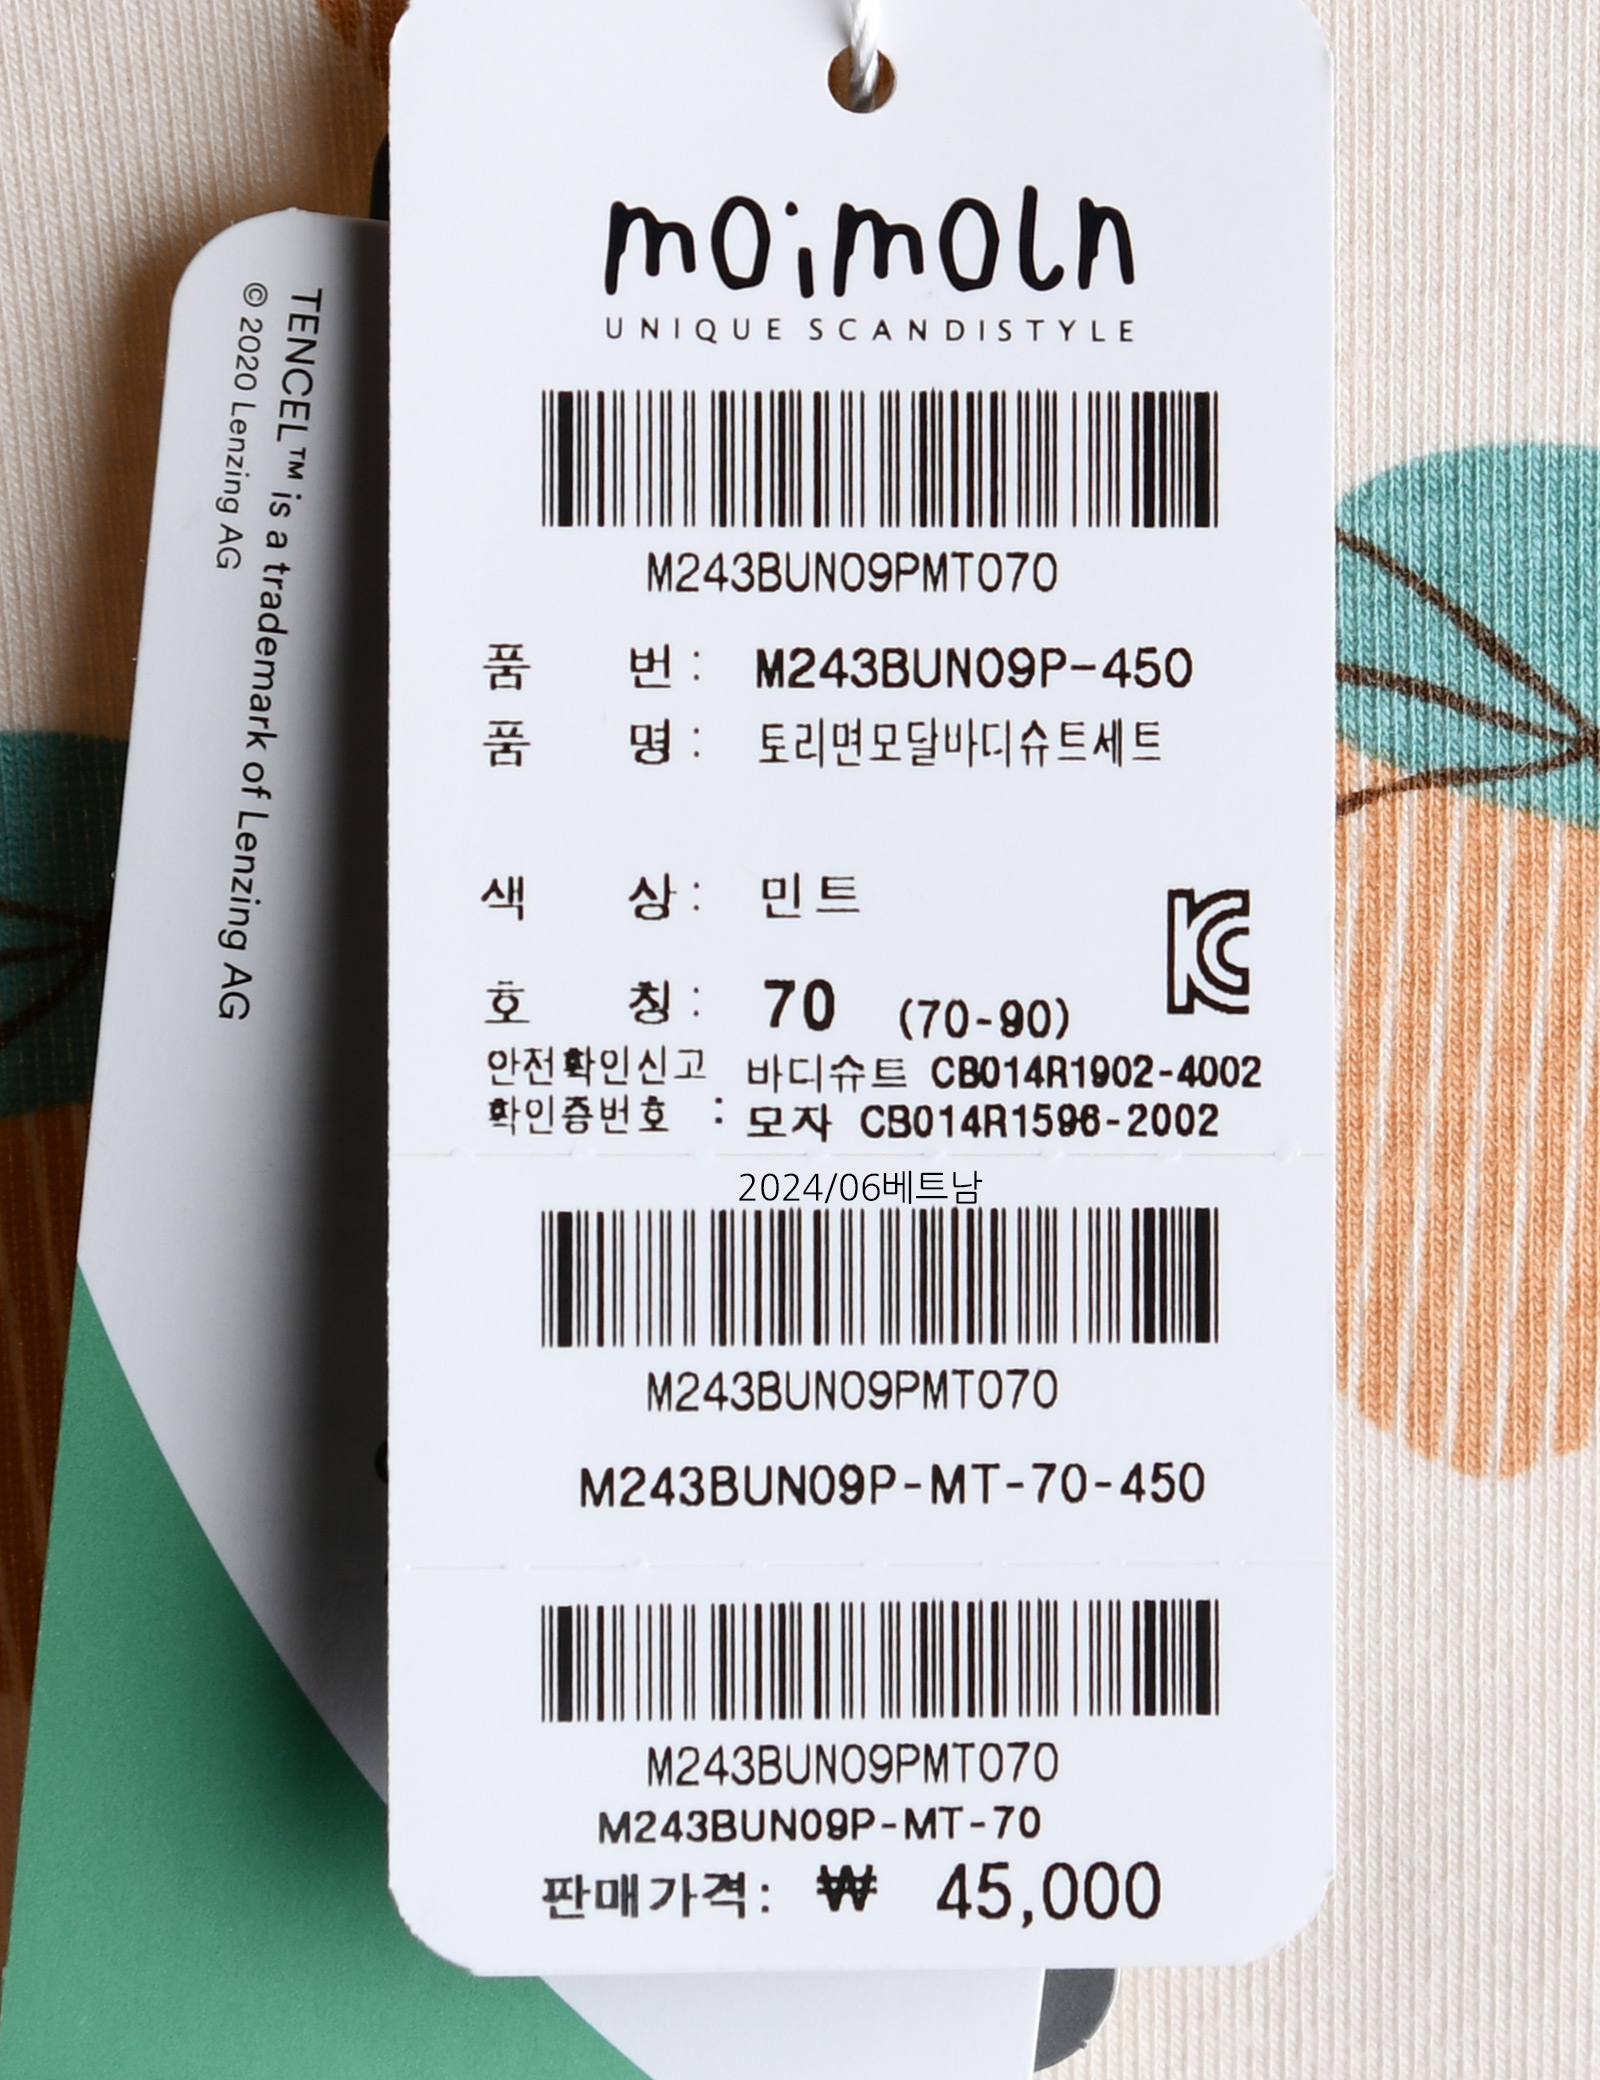 moimoln
UNIQUE SCANDISTYLE
M243BUN09PMT070
품 번 : M243BUN09P-450
품 명 : 토리면모달바디슈트세트
색 상 : 민트
호 칭 : 70 (70-90)
안전확인신고 바디슈트 CB014R1902-4002
확인증번호 : 모자 CB014R1596-2002
2024/06베트남
M243BUN09PMT070
M243BUN09P-MT-70-450
M243BUN09PMT070
M243BUN09P-MT-70
판매가격: ₩ 45,000
TENCEL™ is a trademark of Lenzing AG
© 2020 Lenzing AG